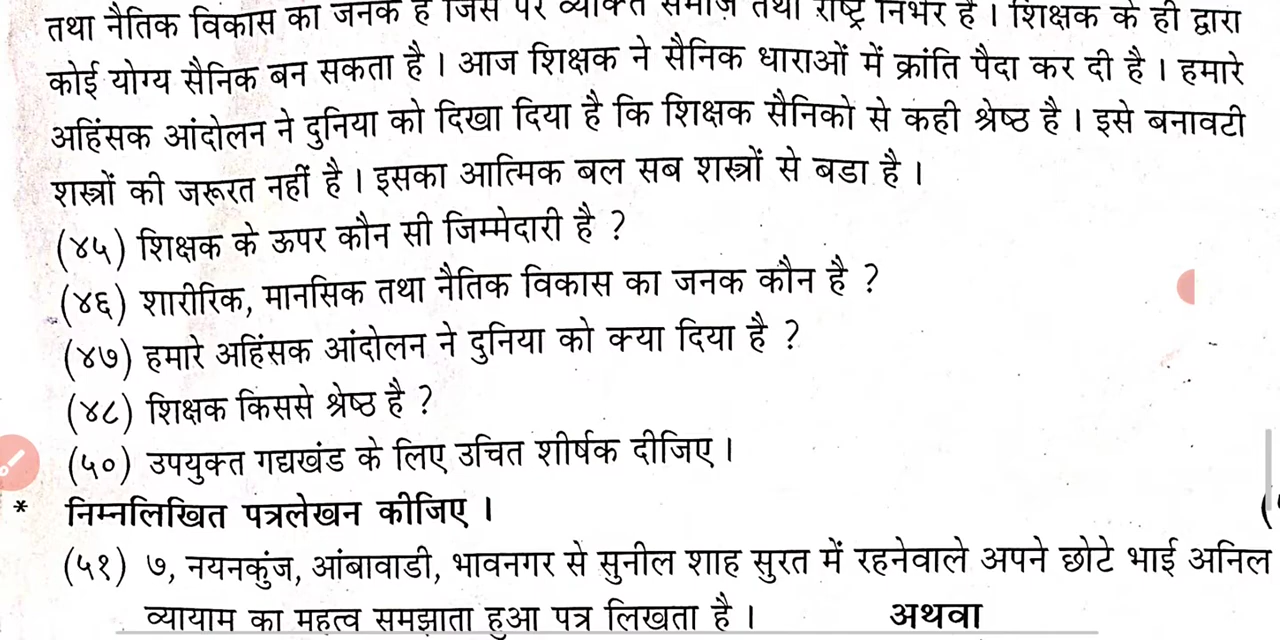 तथा नैतिक विकास का जनक है जिस पर व्यक्ति समाज तथा राष्ट्र निर्भर है । शिक्षक के ही द्वारा
कोई योग्य सैनिक बन सकता है । आज शिक्षक ने सैनिक धाराओं में क्रांति पैदा कर दी है । हमारे
अहिंसक आंदोलन ने दुनिया को दिखा दिया है कि शिक्षक सैनिको से कही श्रेष्ठ है । इसे बनावटी
शस्त्रों की जरूरत नहीं है । इसका आत्मिक बल सब शस्त्रों से बडा है ।
(४५) शिक्षक के ऊपर कौन सी जिम्मेदारी है ?
(४६) शारीरिक, मानसिक तथा नैतिक विकास का जनक कौन है ?
(४७) हमारे अहिंसक आंदोलन ने दुनिया को क्या दिया है ?
(४८) शिक्षक किससे श्रेष्ठ है ?
(५०) उपयुक्त गद्यखंड के लिए उचित शीर्षक दीजिए ।
* निम्नलिखित पत्रलेखन कीजिए ।
(५१) ७, नयनकुंज, आंबावाडी, भावनगर से सुनील शाह सुरत में रहनेवाले अपने छोटे भाई अनिल
व्यायाम का महत्व समझाता हुआ पत्र लिखता है । अथवा